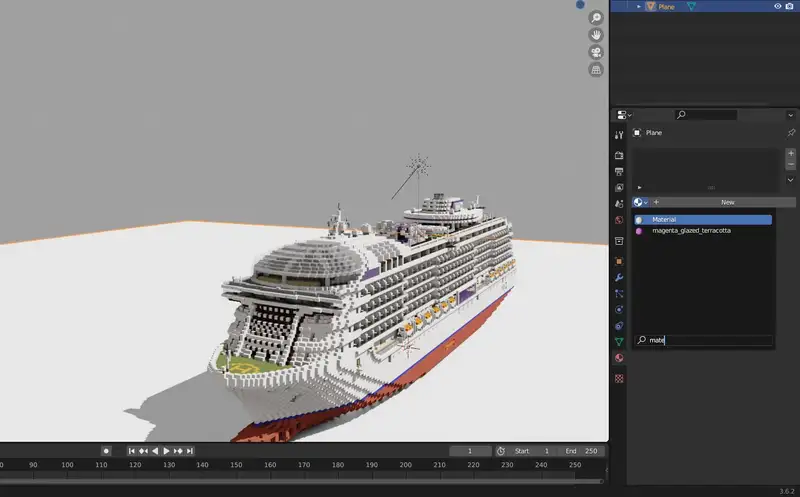 Plane
Plane
New
Material
magenta_glazed_terracotta
mate
1
Start 1
End 250
90 100 110 120 130 140 150 160 170 180 190 200 210 220 230 240 250
3.6.2